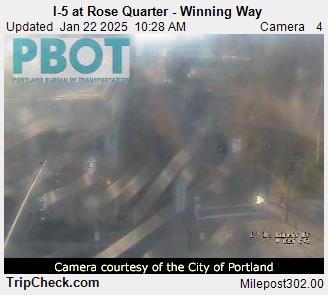 I-5 at Rose Quarter - Winning Way
Updated Jan 22 2025 10:28 AM Camera 4
PBOT
PORTLAND BUREAU OF TRANSPORTATION
Camera courtesy of the City of Portland
TripCheck.com Milepost302.00